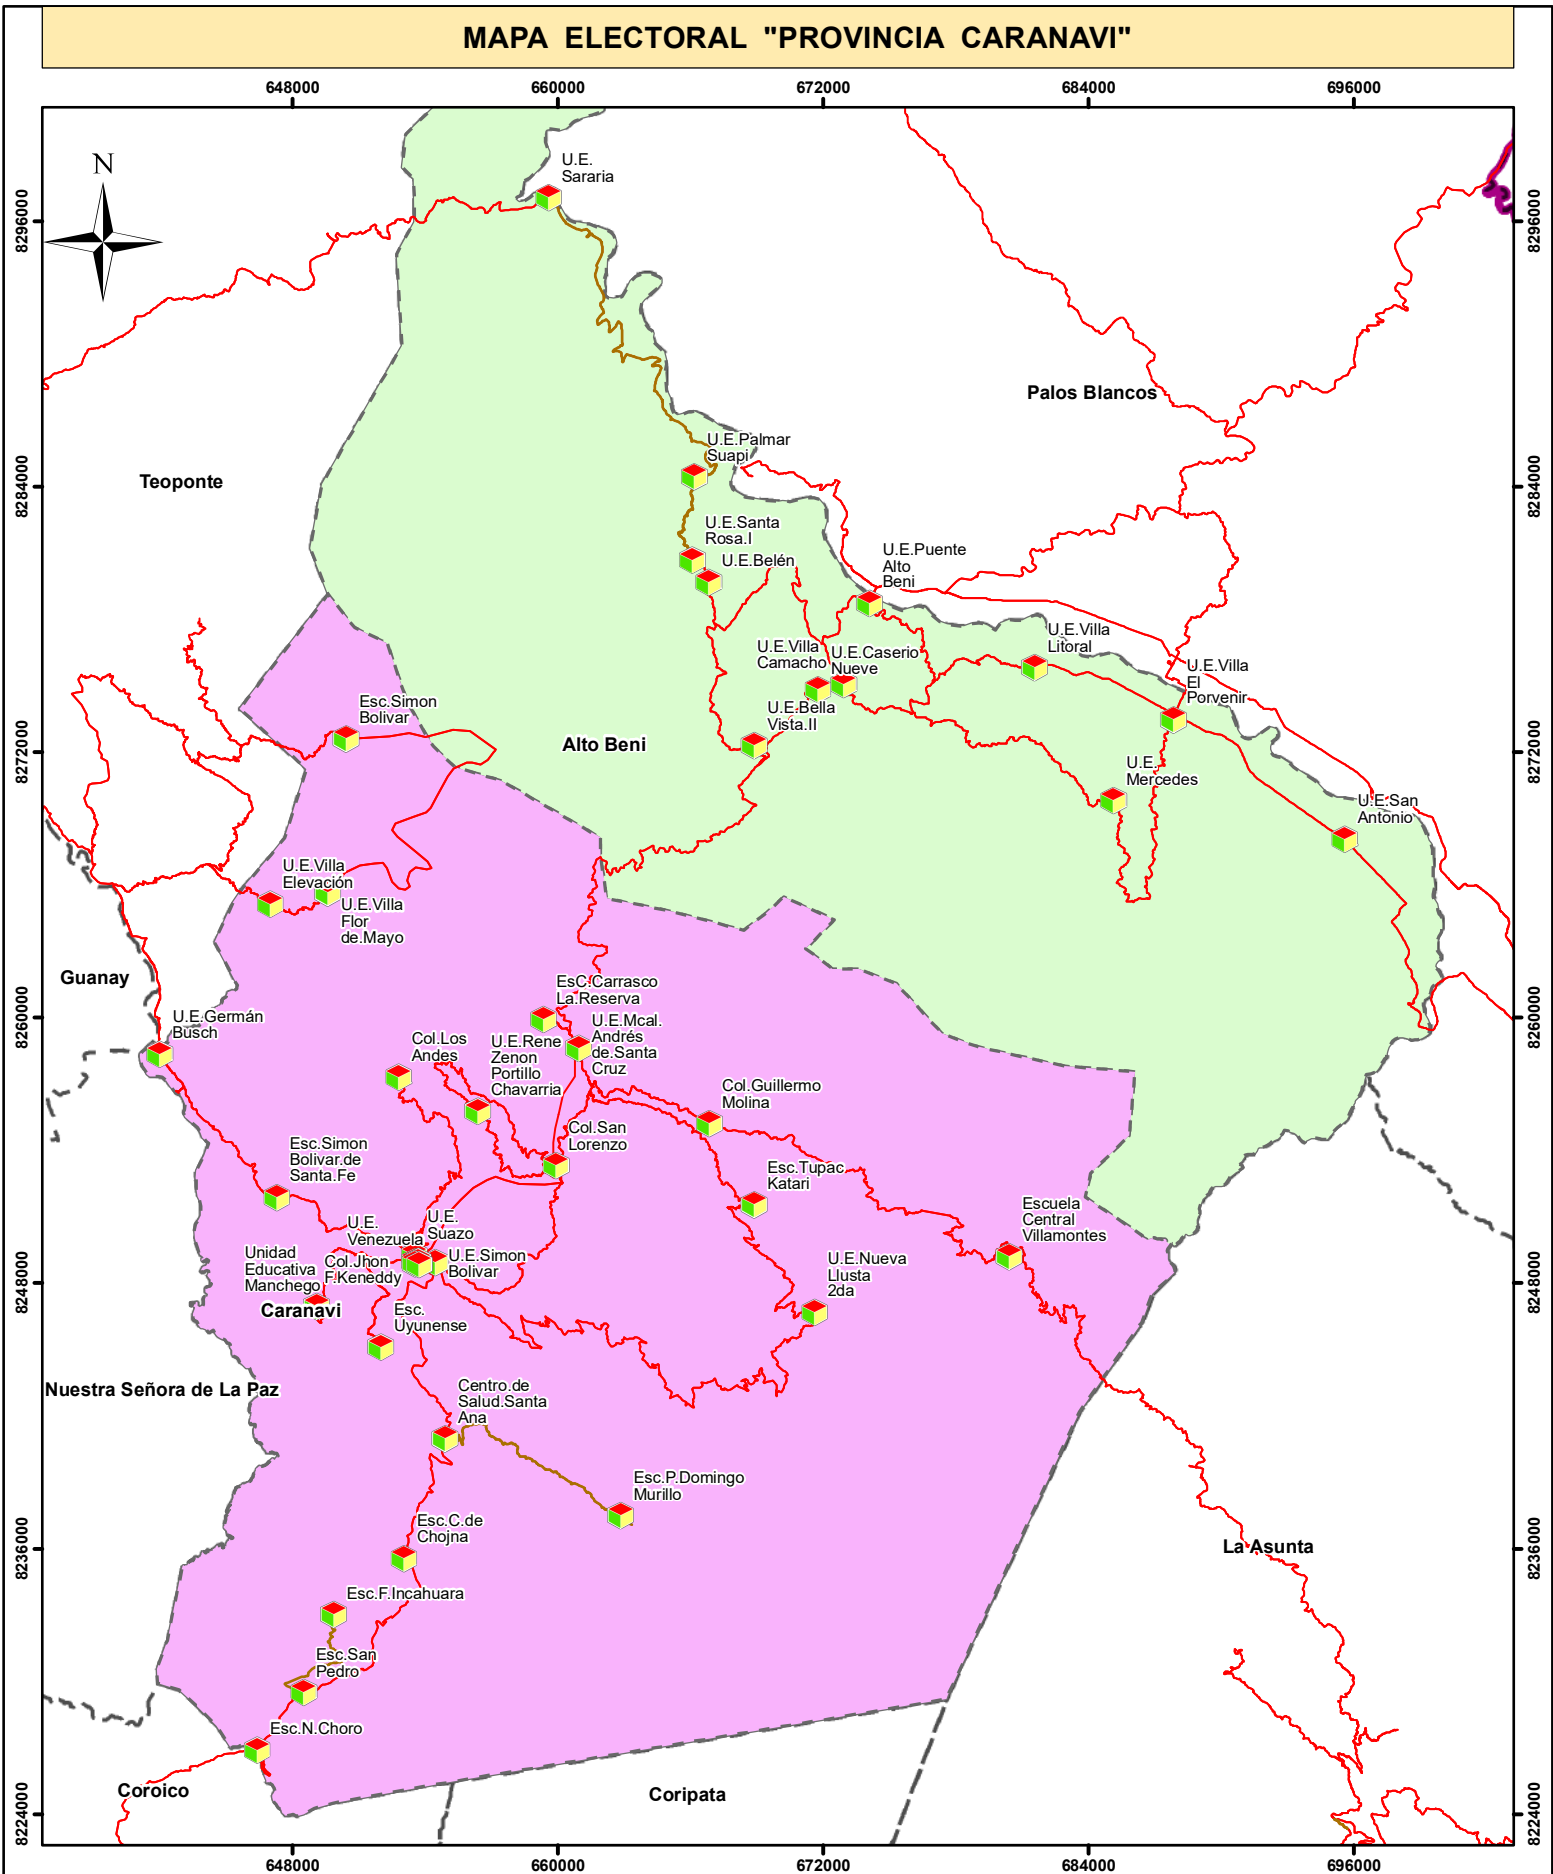 MAPA ELECTORAL "PROVINCIA CARANAVI"
648000
660000
672000
684000
696000
N
8296000
8296000
U.E.
Sararia
Palos Blancos
Teoponte
U.E.Palmar
Suapi
8284000
8284000
U.E.Santa
Rosa.I
U.E.Belén
U.E.Puente
Alto
Beni
U.E.Villa
Litoral
U.E.Villa
Camacho
U.E.Caserio
Nueve
U.E.Villa
El
Porvenir
Esc.Simon
Bolivar
U.E.Bella
Vista.II
Alto Beni
8272000
8272000
U.E.
Mercedes
U.E.San
Antonio
U.E.Villa
Elevación
U.E.Villa
Flor
de.Mayo
Guanay
EsC.Carrasco
La.Reserva
8260000
8260000
U.E.Germán
Busch
Col.Los
Andes
U.E.Rene
Zenon
Portillo
Chavarria
U.E.Mcal.
Andrés
de.Santa
Cruz
Col.Guillermo
Molina
Col.San
Lorenzo
Esc.Simon
Bolivar.de
Santa.Fe
Esc.Tupac
Katari
Escuela
Central
Villamontes
U.E.
Venezuela
U.E.
Suazo
Unidad
Educativa
Manchego
Col.Jhon
F.Keneddy
U.E.Simon
Bolivar
U.E.Nueva
Llusta
2da
8248000
8248000
Caranavi
Esc.
Uyunense
Nuestra Señora de La Paz
Centro.de
Salud.Santa
Ana
Esc.P.Domingo
Murillo
Esc.C.de
Chojna
8236000
8236000
La Asunta
Esc.F.Incahuara
Esc.San
Pedro
Esc.N.Choro
Coroico
Coripata
8224000
8224000
648000
660000
672000
684000
696000